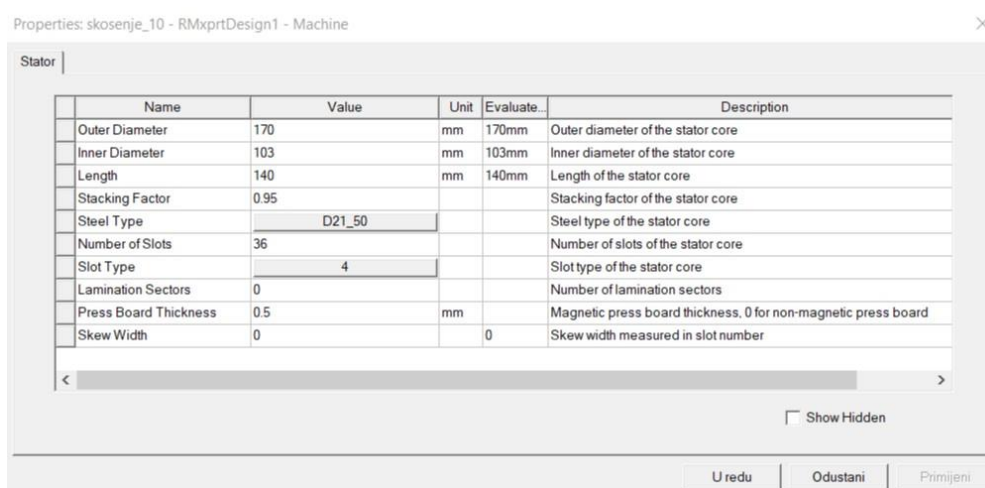 Properties: skosenje_10 - RMxprtDesign1 - Machine
Stator
Name Value Unit Evaluate... Description
Outer Diameter 170 mm 170mm Outer diameter of the stator core
Inner Diameter 103 mm 103mm Inner diameter of the stator core
Length 140 mm 140mm Length of the stator core
Stacking Factor 0.95 Stacking factor of the stator core
Steel Type D21_50 Steel type of the stator core
Number of Slots 36 Number of slots of the stator core
Slot Type 4 Slot type of the stator core
Lamination Sectors 0 Number of lamination sectors
Press Board Thickness 0.5 mm Magnetic press board thickness, 0 for non-magnetic press board
Skew Width 0 0 Skew width measured in slot number
Show Hidden
U redu Odustani Primijeni